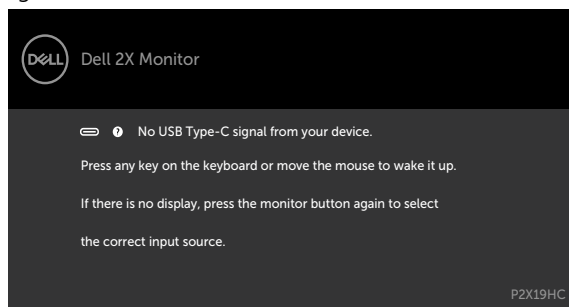 DELL Dell 2X Monitor
No USB Type-C signal from your device.
Press any key on the keyboard or move the mouse to wake it up.
If there is no display, press the monitor button again to select
the correct input source.
P2X19HC